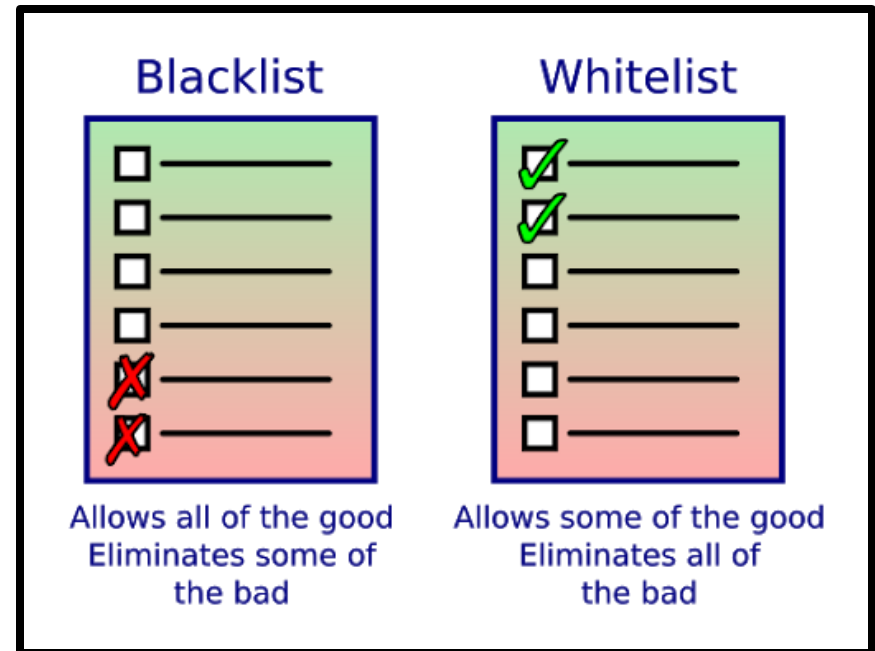 Blacklist
Allows all of the good
Eliminates some of
the bad
Whitelist
Allows some of the good
Eliminates all of
the bad